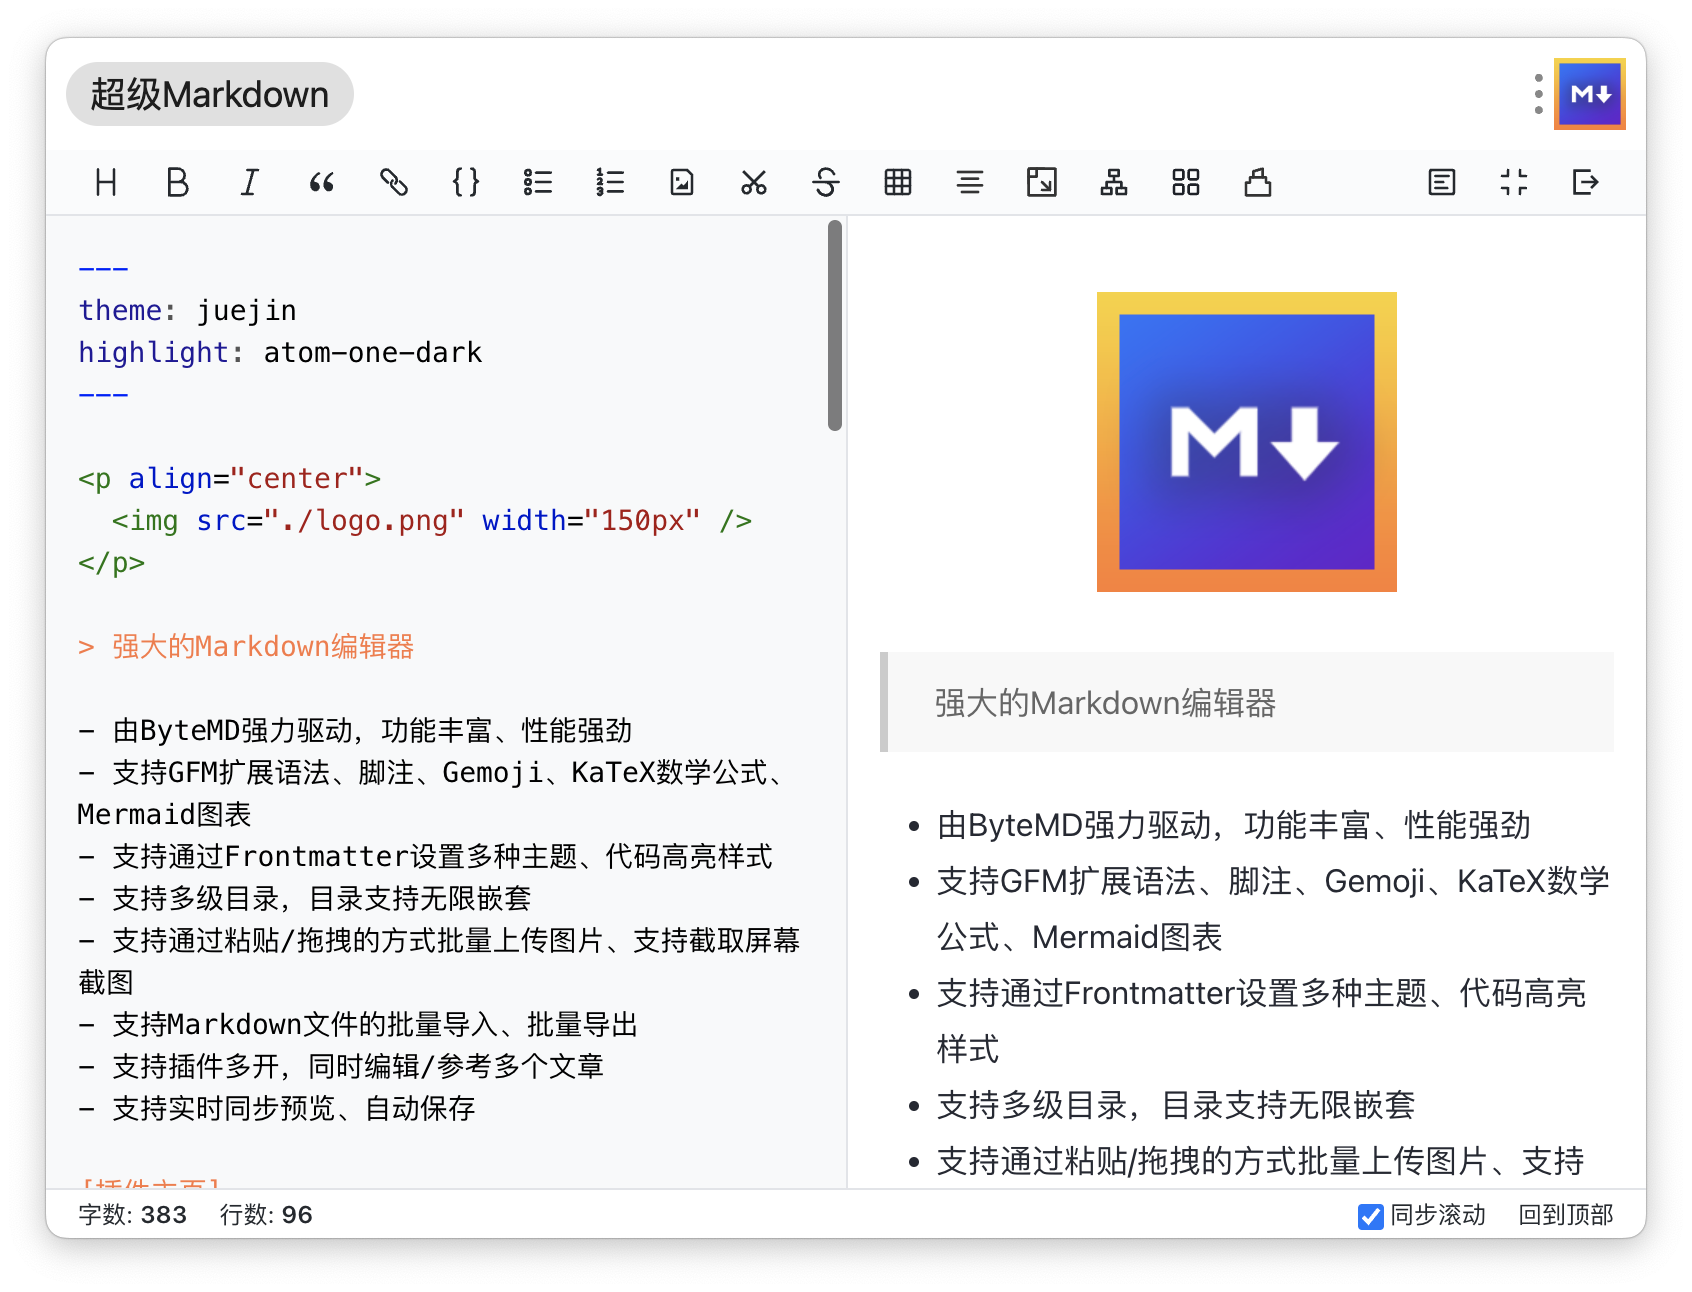 超级Markdown
M
H B I “ { }
---
theme: juejin
highlight: atom-one-dark
---
<p align="center">
<img src="./logo.png" width="150px" />
</p>
> 强大的Markdown编辑器
- 由ByteMD强力驱动，功能丰富、性能强劲
- 支持GFM扩展语法、脚注、Gemoji、KaTeX数学公式、
Mermaid图表
- 支持通过Frontmatter设置多种主题、代码高亮样式
- 支持多级目录，目录支持无限嵌套
- 支持通过粘贴/拖拽的方式批量上传图片、支持截取屏幕
截图
- 支持Markdown文件的批量导入、批量导出
- 支持插件多开，同时编辑/参考多个文章
- 支持实时同步预览、自动保存
[插件主页]
M
强大的Markdown编辑器
• 由ByteMD强力驱动，功能丰富、性能强劲
• 支持GFM扩展语法、脚注、Gemoji、KaTeX数学
公式、Mermaid图表
• 支持通过Frontmatter设置多种主题、代码高亮
样式
• 支持多级目录，目录支持无限嵌套
• 支持通过粘贴/拖拽的方式批量上传图片、支持
字数: 383 行数: 96
同步滚动 回到顶部